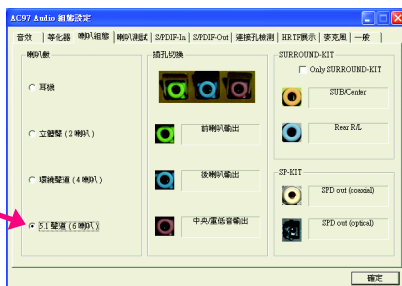 AC97 Audio 組態設定
音效 等化器 喇叭組態 喇叭測試 S/PDIF-In S/PDIF-Out 連接孔檢測 HRTF展示 麥克風 一般
喇叭數
耳機
立體聲 (2 喇叭)
環繞聲道 (4 喇叭)
5.1 聲道 (6 喇叭)
插孔切換
前喇叭輸出
後喇叭輸出
中央/重低音輸出
SURROUND-KIT
Only SURROUND-KIT
SUB/Center
Rear R/L
SP-KIT
SPD out (coaxial)
SPD out (optical)
確定